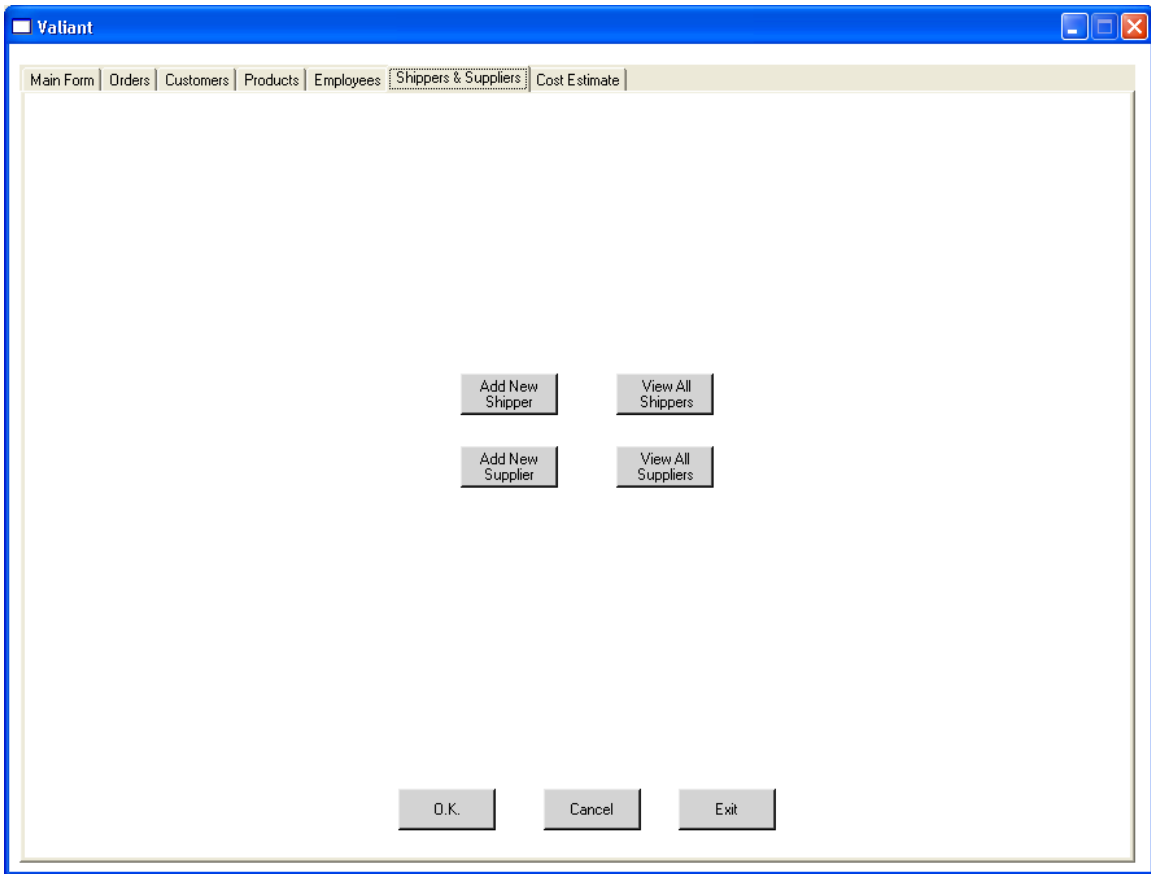 Valiant
Main Form Orders Customers Products Employees Shippers & Suppliers Cost Estimate
Add New
Shipper
View All
Shippers
Add New
Supplier
View All
Suppliers
O.K. Cancel Exit